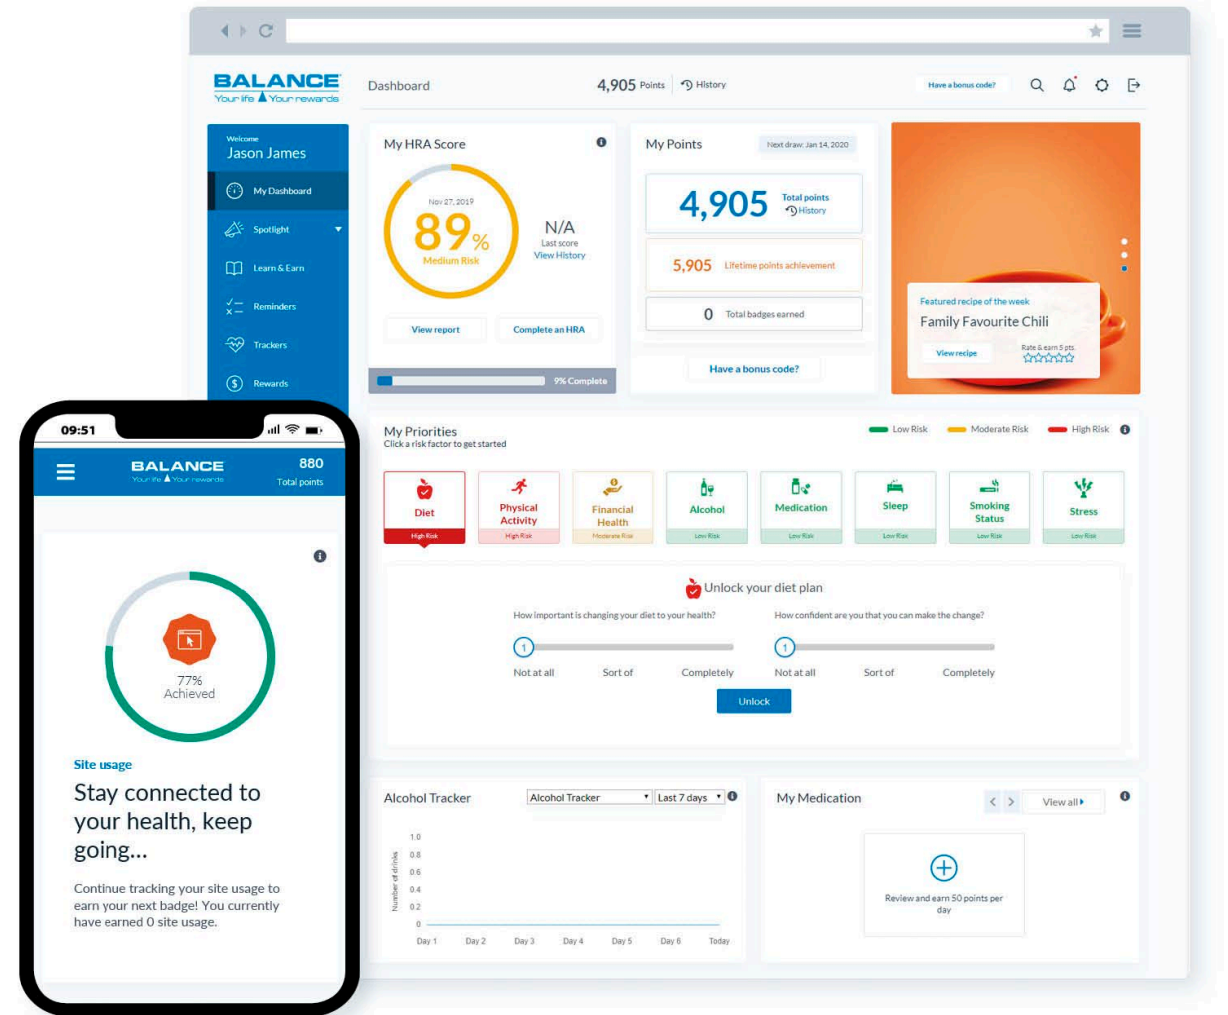 BALANCE
Your life Your rewards
Dashboard
4,905 Points
History
Have a bonus code?
Welcome
Jason James
My Dashboard
Spotlight
Learn & Earn
Reminders
Trackers
Rewards
My HRA Score
Nov 27, 2019
89%
Medium Risk
N/A
Last score
View History
View report
Complete an HRA
9% Complete
My Points
Next draw: Jan 14, 2020
4,905
Total points
History
5,905 Lifetime points achievement
0 Total badges earned
Have a bonus code?
Featured recipe of the week
Family Favourite Chili
View recipe
Rate & earn 5 pts.
My Priorities
Click a risk factor to get started
Low Risk
Moderate Risk
High Risk
Diet
High Risk
Physical
Activity
High Risk
Financial
Health
Moderate Risk
Alcohol
Low Risk
Medication
Low Risk
Sleep
Low Risk
Smoking
Status
Low Risk
Stress
Low Risk
Unlock your diet plan
How important is changing your diet to your health?
1
Not at all Sort of Completely
How confident are you that you can make the change?
1
Not at all Sort of Completely
Unlock
Alcohol Tracker
Alcohol Tracker
Last 7 days
Number of drinks
1.0
0.8
0.6
0.4
0.2
0
Day 1 Day 2 Day 3 Day 4 Day 5 Day 6 Today
My Medication
View all
Review and earn 50 points per
day
09:51
BALANCE
Your life Your rewards
880
Total points
77%
Achieved
Site usage
Stay connected to
your health, keep
going...
Continue tracking your site usage to
earn your next badge! You currently
have earned 0 site usage.